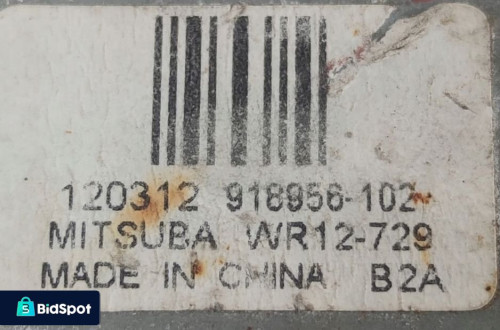 120312 918956-102
MITSUBA WR12-729
MADE IN CHINA B2A
BidSpot